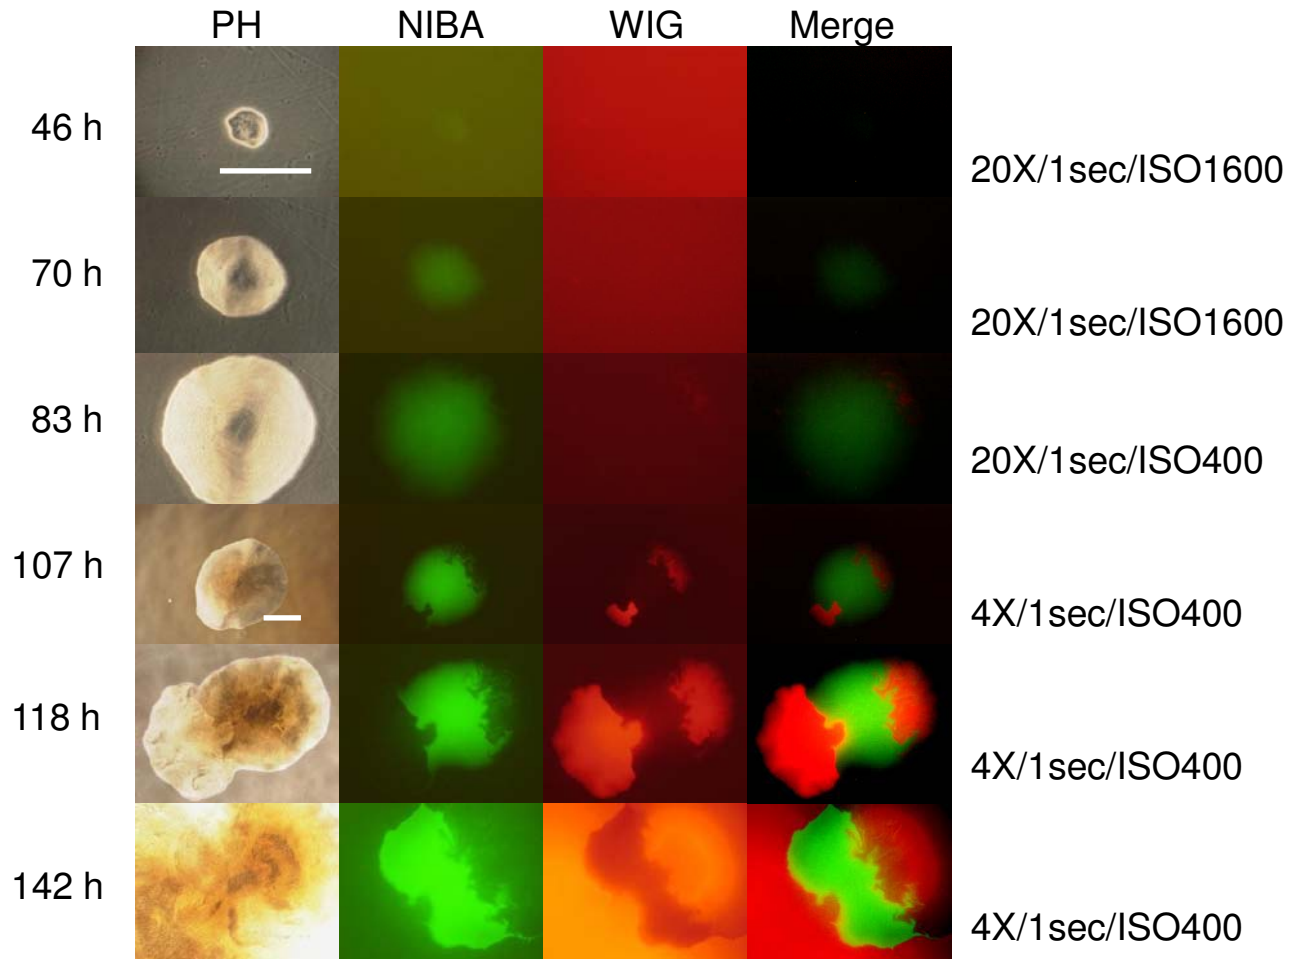 PH NIBA WIG Merge
46 h
20X/1sec/ISO1600
70 h
20X/1sec/ISO1600
83 h
20X/1sec/ISO400
107 h
4X/1sec/ISO400
118 h
4X/1sec/ISO400
142 h
4X/1sec/ISO400